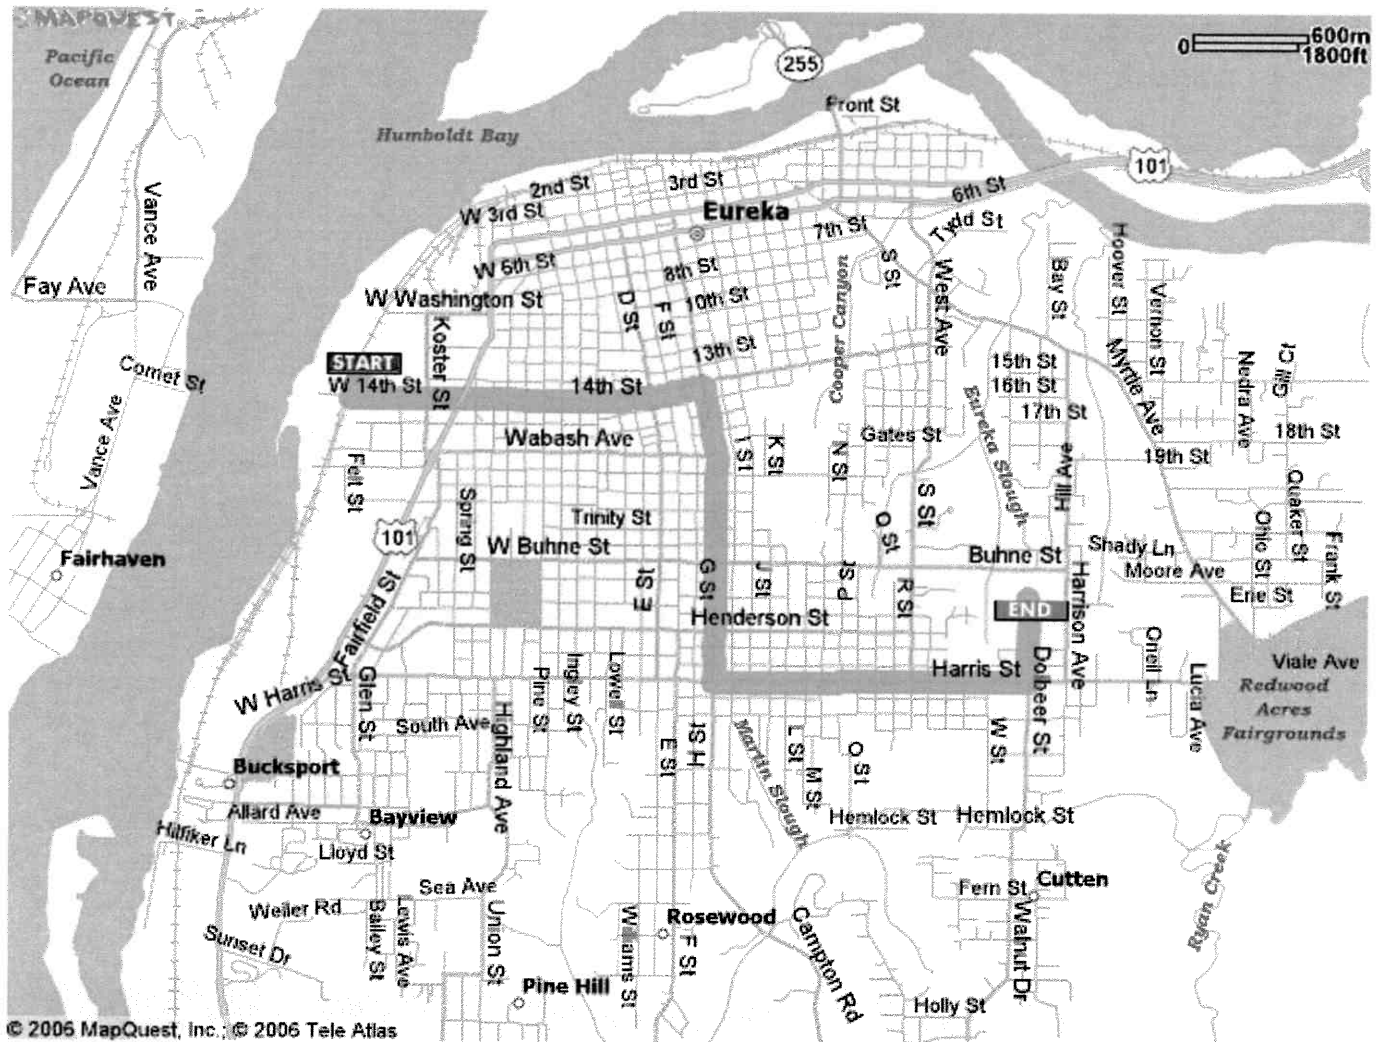 MAPQUEST
Pacific
Ocean
0 600m
1800ft
255
Front St
Humboldt Bay
101
2nd St
3rd St
6th St
W 3rd St
Eureka
7th St
Tydd St
Vance Ave
Hoover St
W 6th St
8th St
S St
West Ave
Bay St
Fay Ave
W Washington St
D St
F St
10th St
Cooper Canyon
Vernon St
Koster St
13th St
START
W 14th St
14th St
15th St
16th St
17th St
Myrtle Ave
Nedra Ave
Gill Ct
Comet St
Vance Ave
Wabash Ave
I St
K St
N St
Gates St
Eureka Slough
18th St
19th St
Felt St
Spring St
S St
Hill Ave
Quaker St
Trinity St
Q St
Ohio St
Frank St
101
W Buhne St
Buhne St
Shady Ln
Moore Ave
Fairhaven
E St
G St
J St
P St
R St
Harrison Ave
Erie St
Fairfield St
Henderson St
END
W Harris St
Glen St
Pine St
Ingley St
Lowell St
Harris St
Dolbeer St
Oneil Ln
Lucia Ave
Viale Ave
Redwood
Acres
Fairgrounds
South Ave
Highland Ave
E St
H St
Martin Slough
L St
M St
O St
W St
Bucksport
Allard Ave
Bayview
Hemlock St
Hemlock St
Hilfiker Ln
Lloyd St
Sea Ave
Fern St
Cutten
Ryan Creek
Weiler Rd
Bailey St
Lewis Ave
Union St
Williams St
Rosewood
F St
Campton Rd
Walnut Dr
Sunset Dr
Pine Hill
Holly St
© 2006 MapQuest, Inc.; © 2006 Tele Atlas